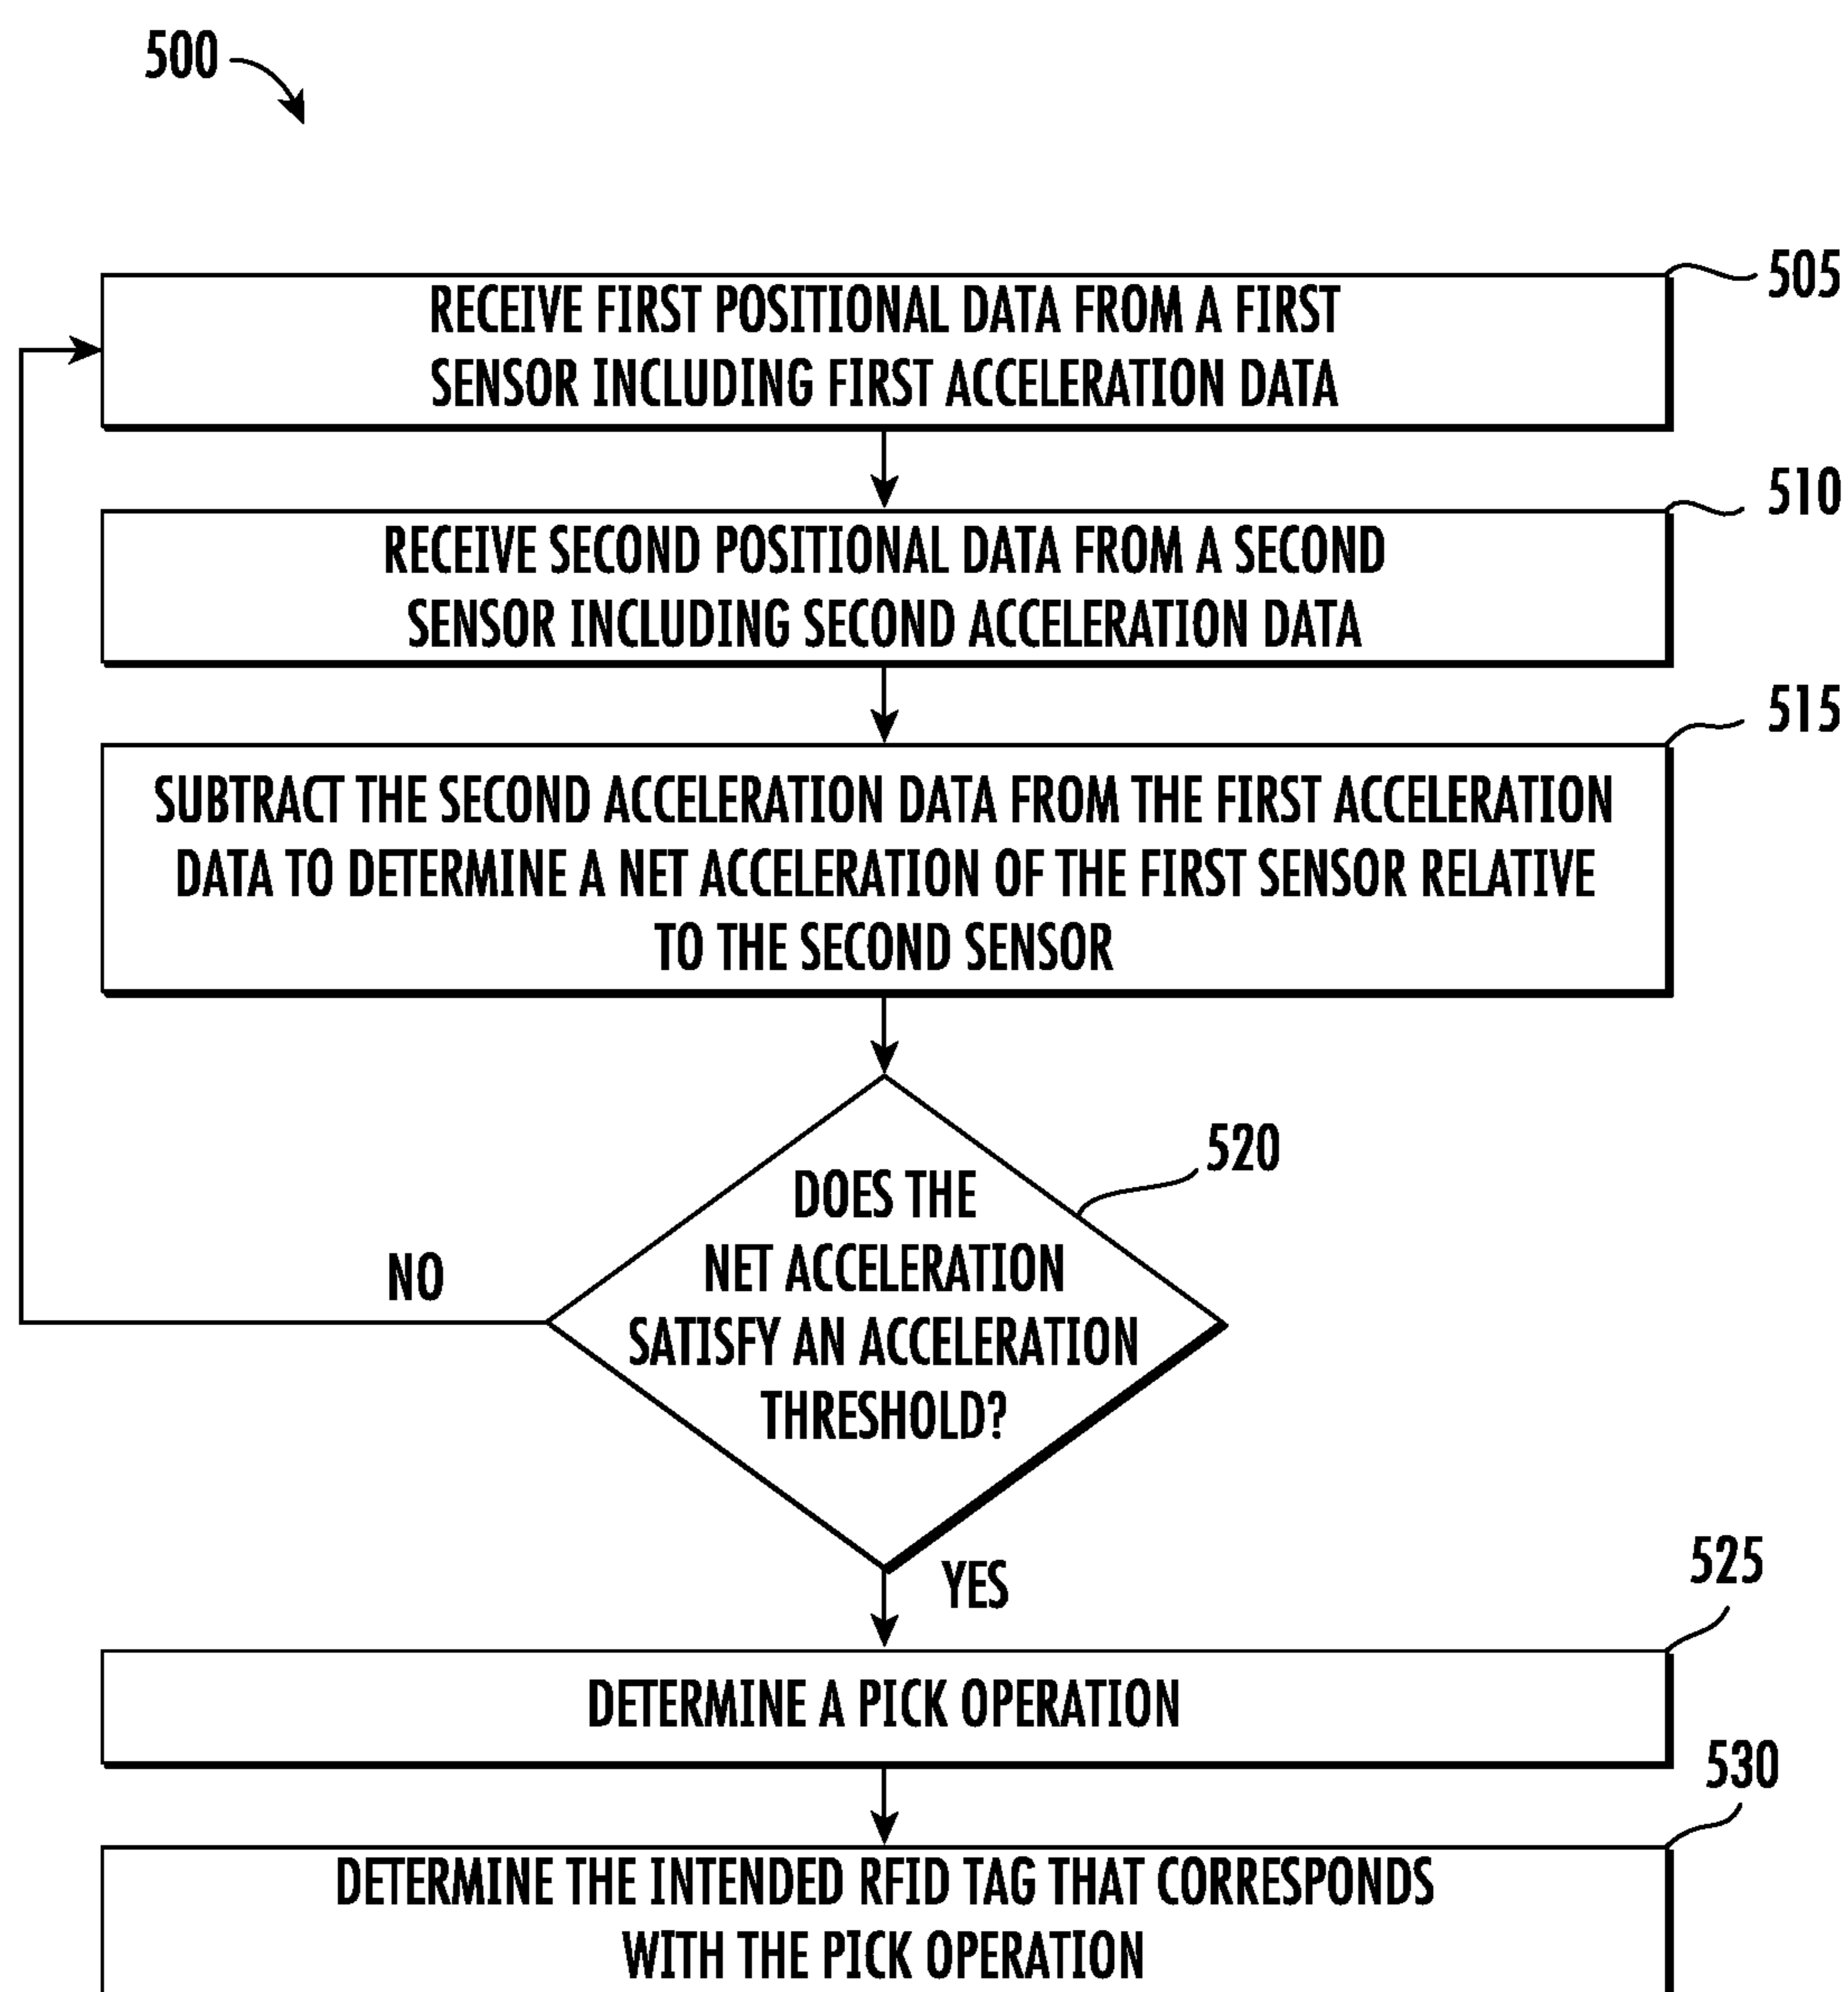 500
505
RECEIVE FIRST POSITIONAL DATA FROM A FIRST
SENSOR INCLUDING FIRST ACCELERATION DATA
510
RECEIVE SECOND POSITIONAL DATA FROM A SECOND
SENSOR INCLUDING SECOND ACCELERATION DATA
515
SUBTRACT THE SECOND ACCELERATION DATA FROM THE FIRST ACCELERATION
DATA TO DETERMINE A NET ACCELERATION OF THE FIRST SENSOR RELATIVE
TO THE SECOND SENSOR
520
DOES THE
NET ACCELERATION
SATISFY AN ACCELERATION
THRESHOLD?
NO
YES
525
DETERMINE A PICK OPERATION
530
DETERMINE THE INTENDED RFID TAG THAT CORRESPONDS
WITH THE PICK OPERATION